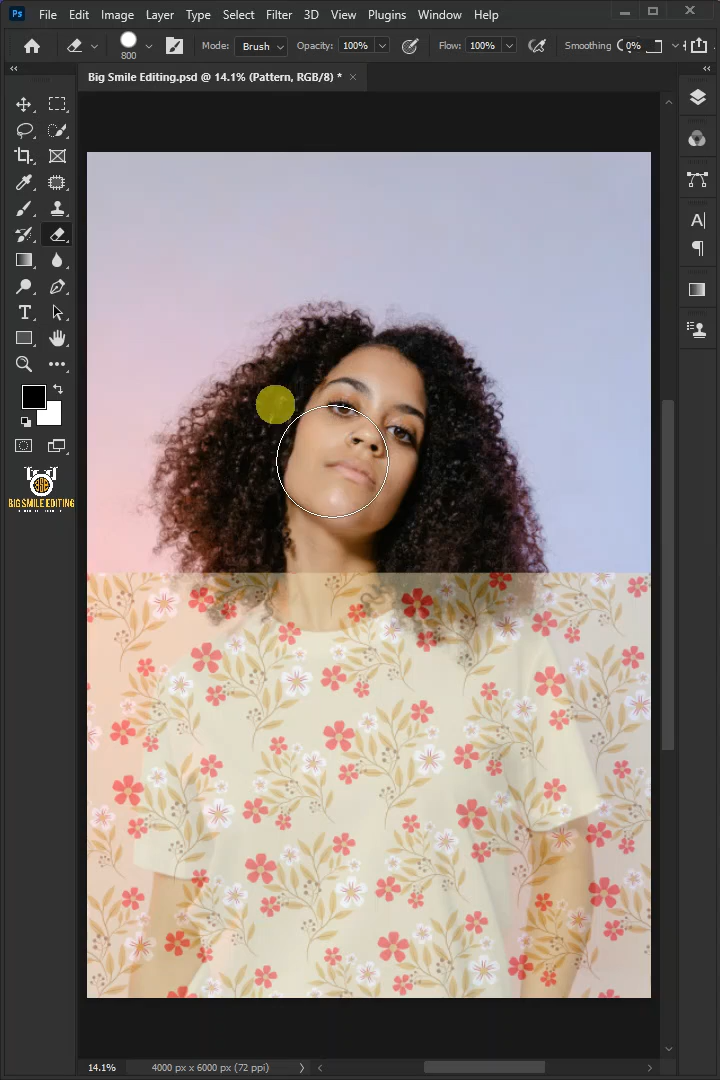 Ps File Edit Image Layer Type Select Filter 3D View Plugins Window Help
800 Mode: Brush Opacity: 100% Flow: 100% Smoothing 0%
Big Smile Editing.psd @ 14.1% (Pattern, RGB/8) *
BIG SMILE EDITING
14.1% 4000 px x 6000 px (72 ppi)